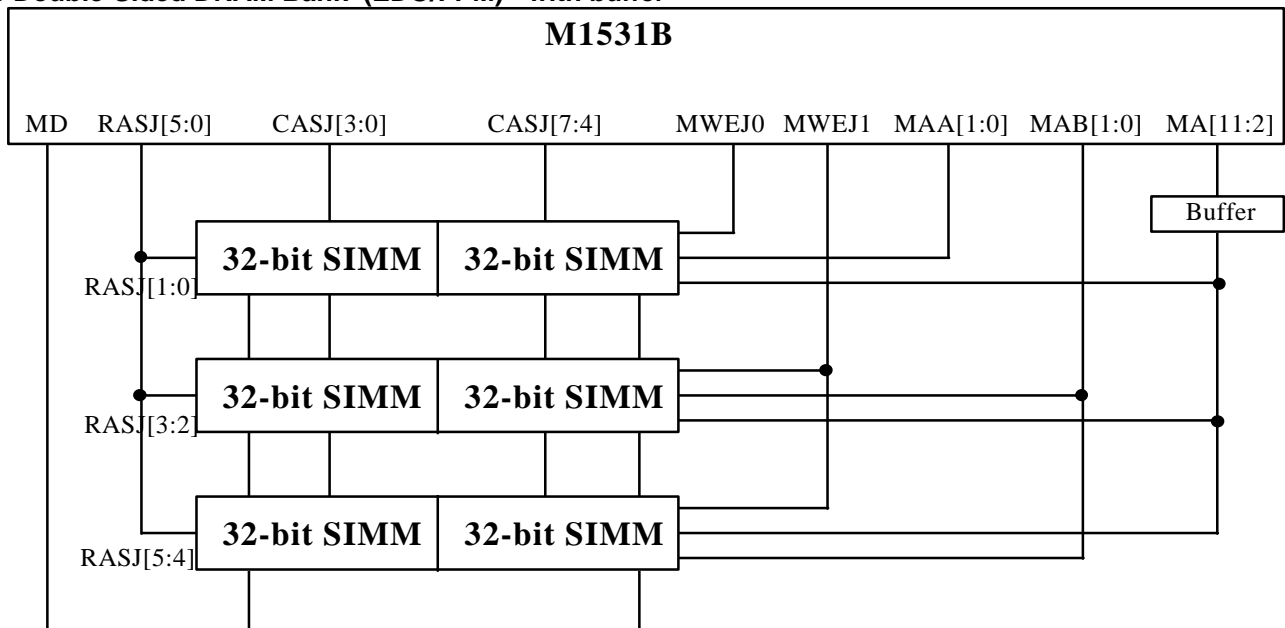 Double Sided DRAM Bank (EDO/FPM) - with buffer
M1531B
MD RASJ[5:0] CASJ[3:0] CASJ[7:4] MWEJ0 MWEJ1 MAA[1:0] MAB[1:0] MA[11:2]
Buffer
32-bit SIMM 32-bit SIMM
RASJ[1:0]
32-bit SIMM 32-bit SIMM
RASJ[3:2]
32-bit SIMM 32-bit SIMM
RASJ[5:4]